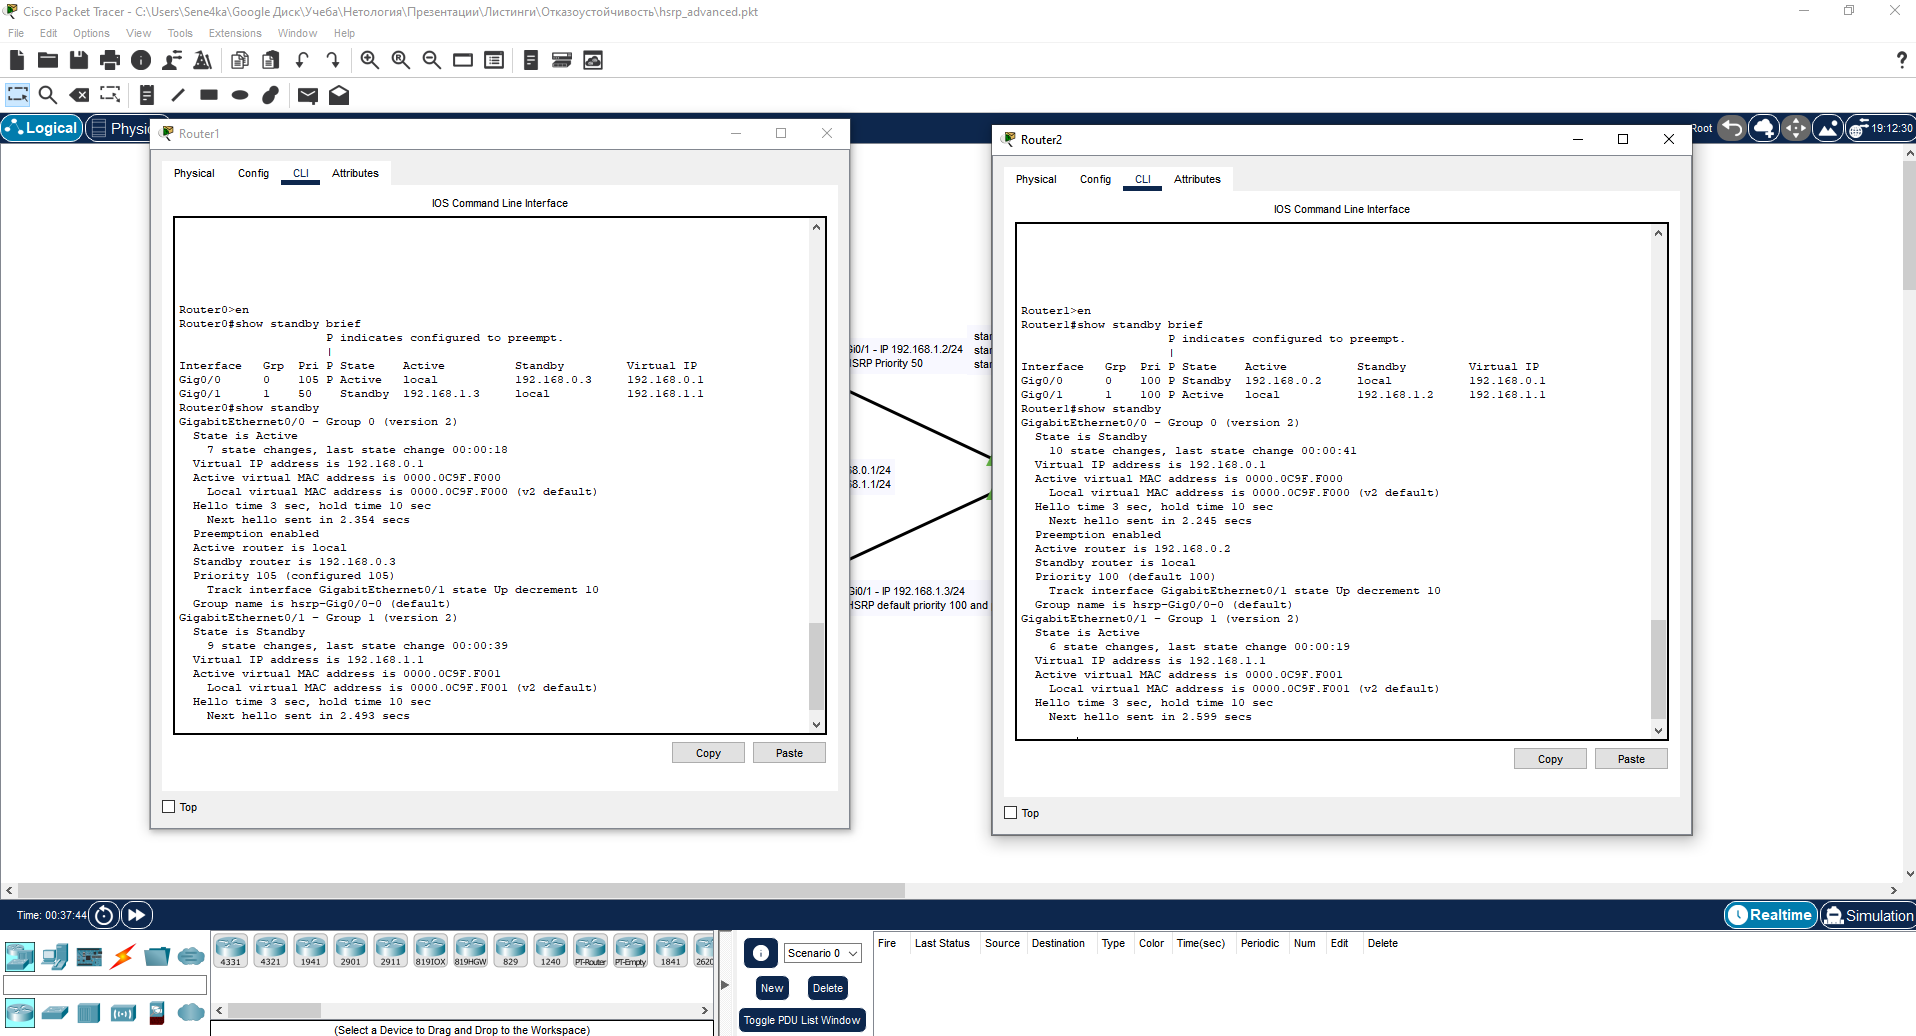 Cisco Packet Tracer - C:\Users\Sene4ka\Google Диск\Учеба\Нетология\Презентации\Листинги\Отказоустойчивость\hsrp_advanced.pkt
File Edit Options View Tools Extensions Window Help
Logical
Physic
Root
19:12:30
Router1
Physical Config CLI Attributes
IOS Command Line Interface
Router0>en
Router0#show standby brief
P indicates configured to preempt.
|
Interface Grp Pri P State Active Standby Virtual IP
Gig0/0 0 105 P Active local 192.168.0.3 192.168.0.1
Gig0/1 1 50 Standby 192.168.1.3 local 192.168.1.1
Router0#show standby
GigabitEthernet0/0 - Group 0 (version 2)
State is Active
7 state changes, last state change 00:00:18
Virtual IP address is 192.168.0.1
Active virtual MAC address is 0000.0C9F.F000
Local virtual MAC address is 0000.0C9F.F000 (v2 default)
Hello time 3 sec, hold time 10 sec
Next hello sent in 2.354 secs
Preemption enabled
Active router is local
Standby router is 192.168.0.3
Priority 105 (configured 105)
Track interface GigabitEthernet0/1 state Up decrement 10
Group name is hsrp-Gig0/0-0 (default)
GigabitEthernet0/1 - Group 1 (version 2)
State is Standby
9 state changes, last state change 00:00:39
Virtual IP address is 192.168.1.1
Active virtual MAC address is 0000.0C9F.F001
Local virtual MAC address is 0000.0C9F.F001 (v2 default)
Hello time 3 sec, hold time 10 sec
Next hello sent in 2.493 secs
Copy Paste
Top
Gi0/1 - IP 192.168.1.2/24
HSRP Priority 50
star
star
star
68.0.1/24
68.1.1/24
Gi0/1 - IP 192.168.1.3/24
HSRP default priority 100 and
Router2
Physical Config CLI Attributes
IOS Command Line Interface
Router1>en
Router1#show standby brief
P indicates configured to preempt.
|
Interface Grp Pri P State Active Standby Virtual IP
Gig0/0 0 100 P Standby 192.168.0.2 local 192.168.0.1
Gig0/1 1 100 P Active local 192.168.1.2 192.168.1.1
Router1#show standby
GigabitEthernet0/0 - Group 0 (version 2)
State is Standby
10 state changes, last state change 00:00:41
Virtual IP address is 192.168.0.1
Active virtual MAC address is 0000.0C9F.F000
Local virtual MAC address is 0000.0C9F.F000 (v2 default)
Hello time 3 sec, hold time 10 sec
Next hello sent in 2.245 secs
Preemption enabled
Active router is 192.168.0.2
Standby router is local
Priority 100 (default 100)
Track interface GigabitEthernet0/1 state Up decrement 10
Group name is hsrp-Gig0/0-0 (default)
GigabitEthernet0/1 - Group 1 (version 2)
State is Active
6 state changes, last state change 00:00:19
Virtual IP address is 192.168.1.1
Active virtual MAC address is 0000.0C9F.F001
Local virtual MAC address is 0000.0C9F.F001 (v2 default)
Hello time 3 sec, hold time 10 sec
Next hello sent in 2.599 secs
Copy Paste
Top
Time: 00:37:44
Realtime
Simulation
4331 4321 1941 2901 2911 819IOX 819HGW 829 1240 PT-Router PT-Empty 1841 2620
(Select a Device to Drag and Drop to the Workspace)
Scenario 0
New Delete
Toggle PDU List Window
Fire Last Status Source Destination Type Color Time(sec) Periodic Num Edit Delete